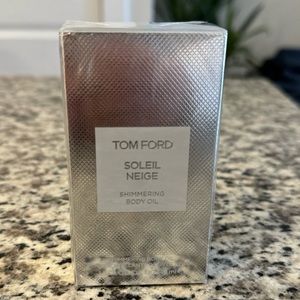 TOM FORD
SOLEIL
NEIGE
SHIMMERING
BODY OIL